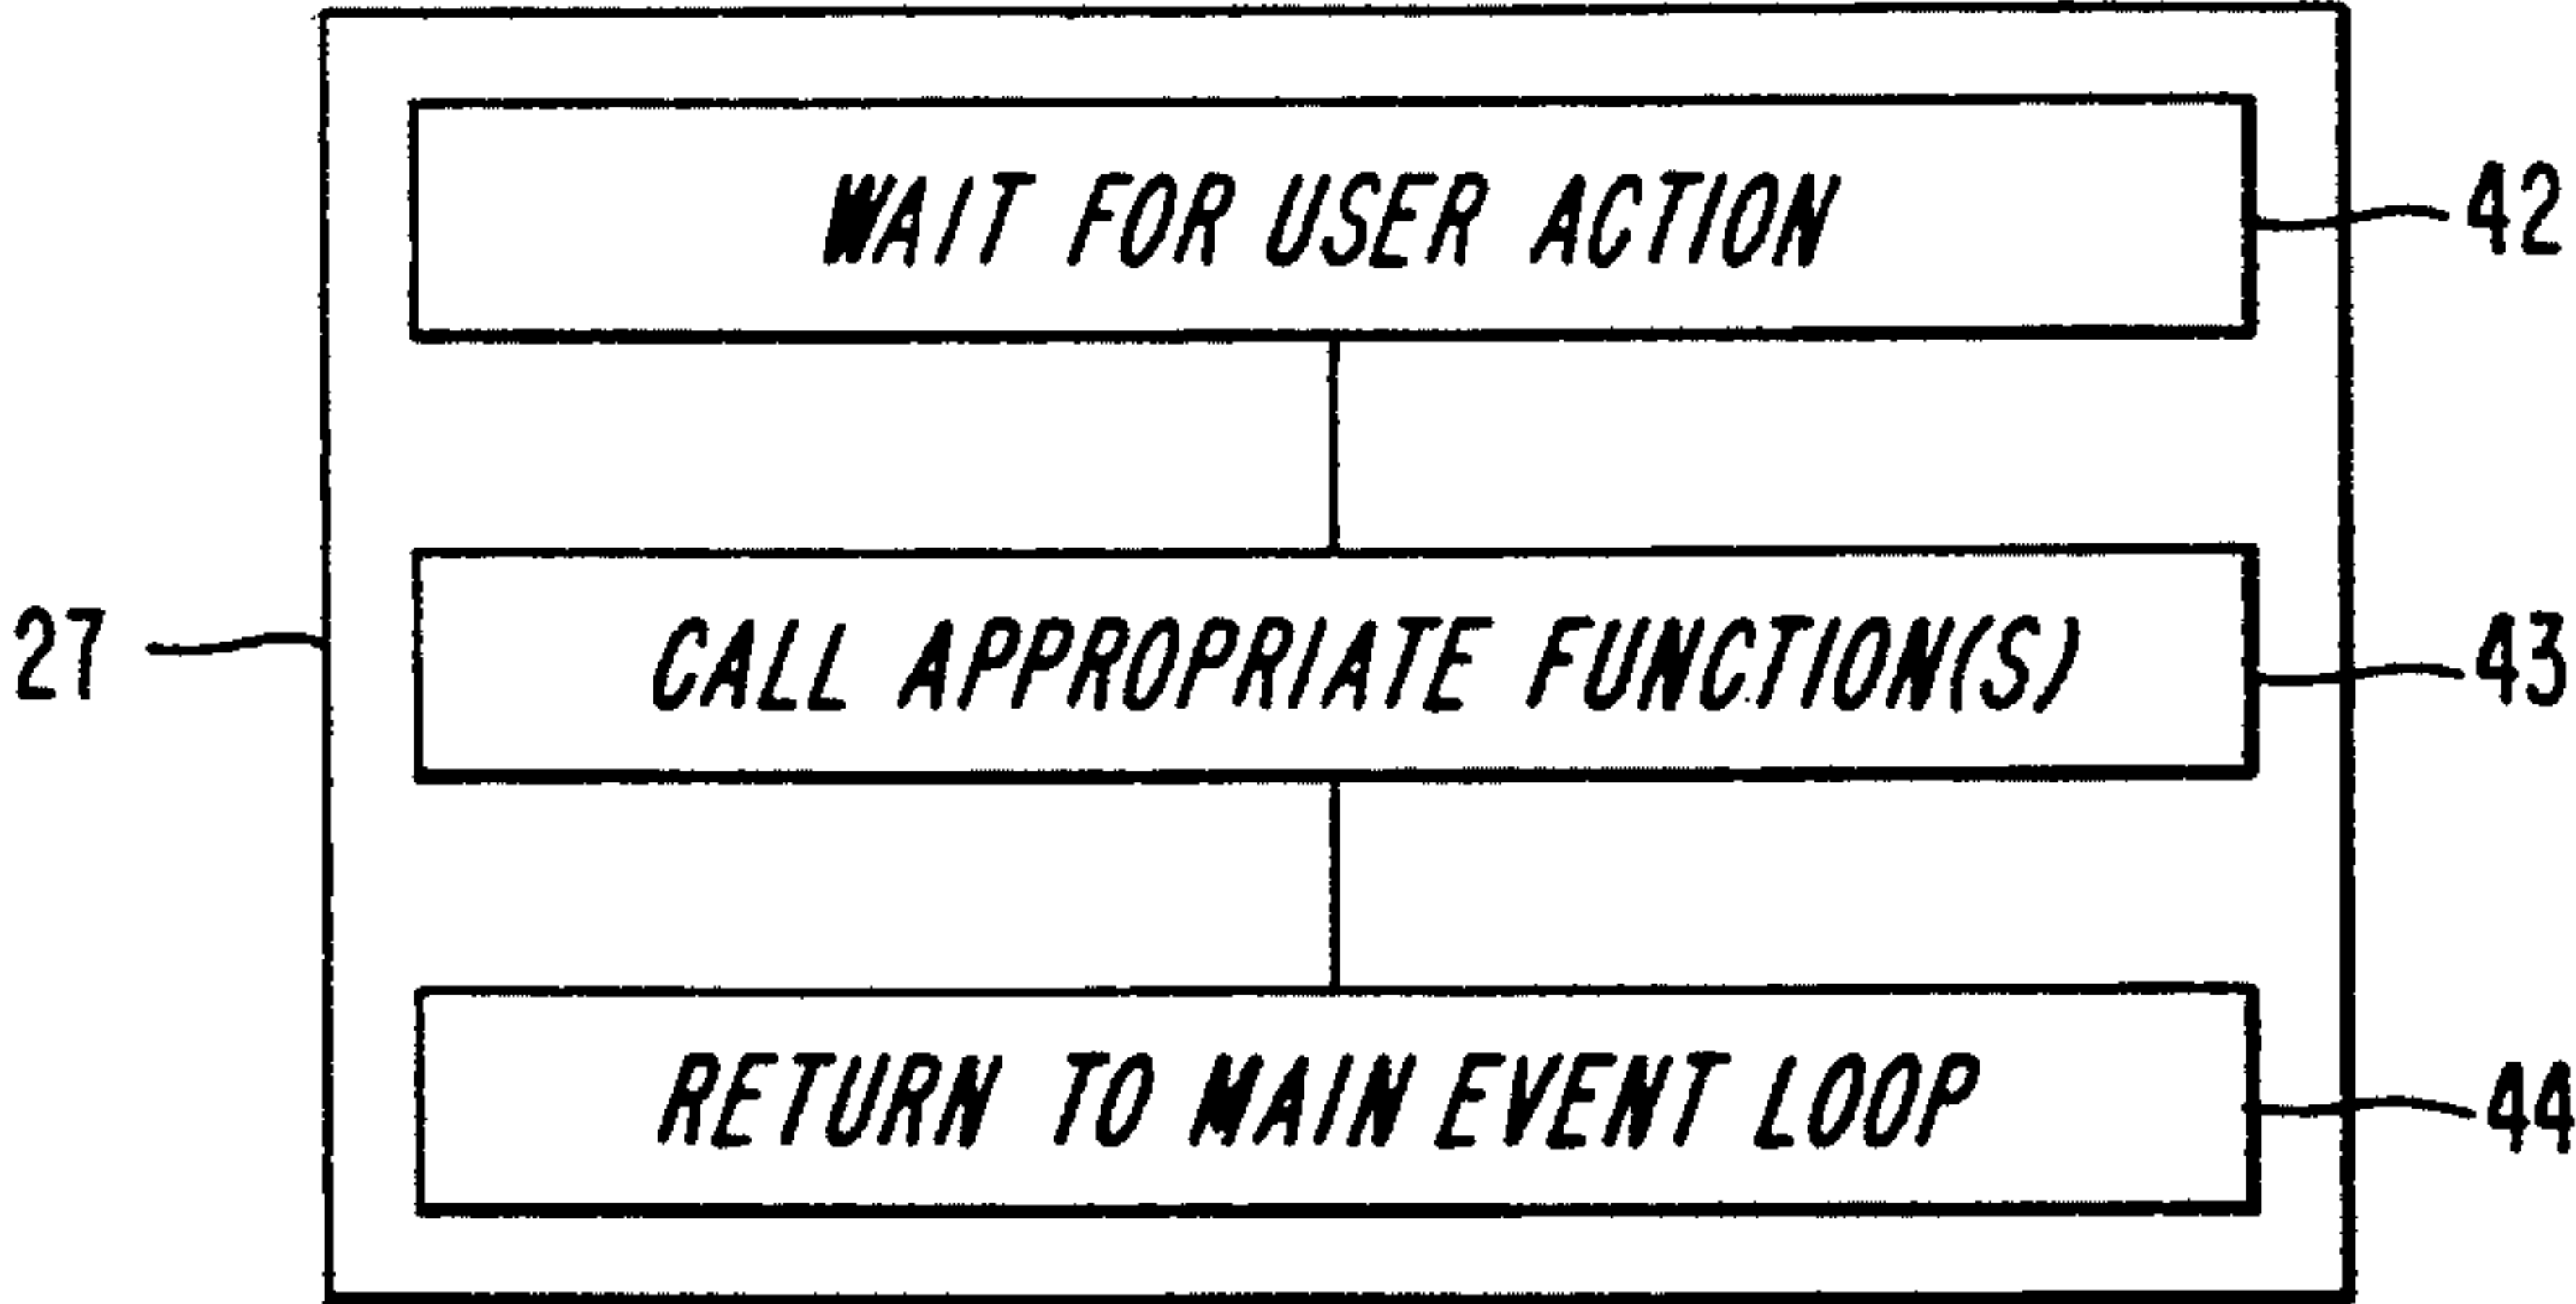 WAIT FOR USER ACTION
42
27
CALL APPROPRIATE FUNCTION(S)
43
RETURN TO MAIN EVENT LOOP
44